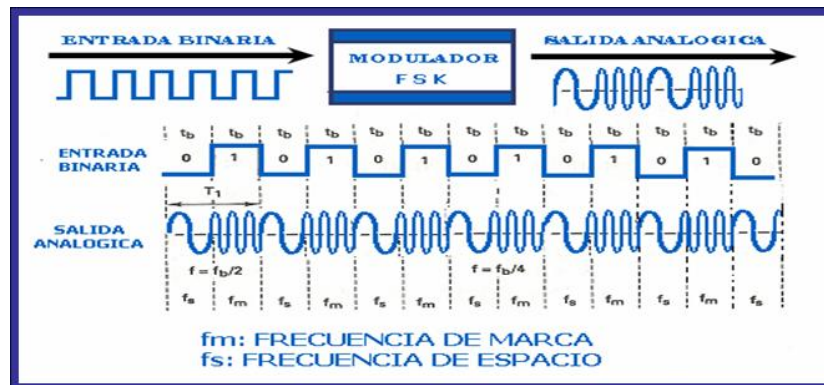 ENTRADA BINARIA
MODULADOR
F S K
SALIDA ANALOGICA
tb tb tb tb tb tb tb tb tb tb tb tb tb
ENTRADA BINARIA 0 1 0 1 0 1 0 1 0 1 0 1 0
T1
SALIDA ANALOGICA
f = fb/2 f = fb/4
fs fm fs fm fs fm fs fm fs fm fs fm fs
fm: FRECUENCIA DE MARCA
fs: FRECUENCIA DE ESPACIO